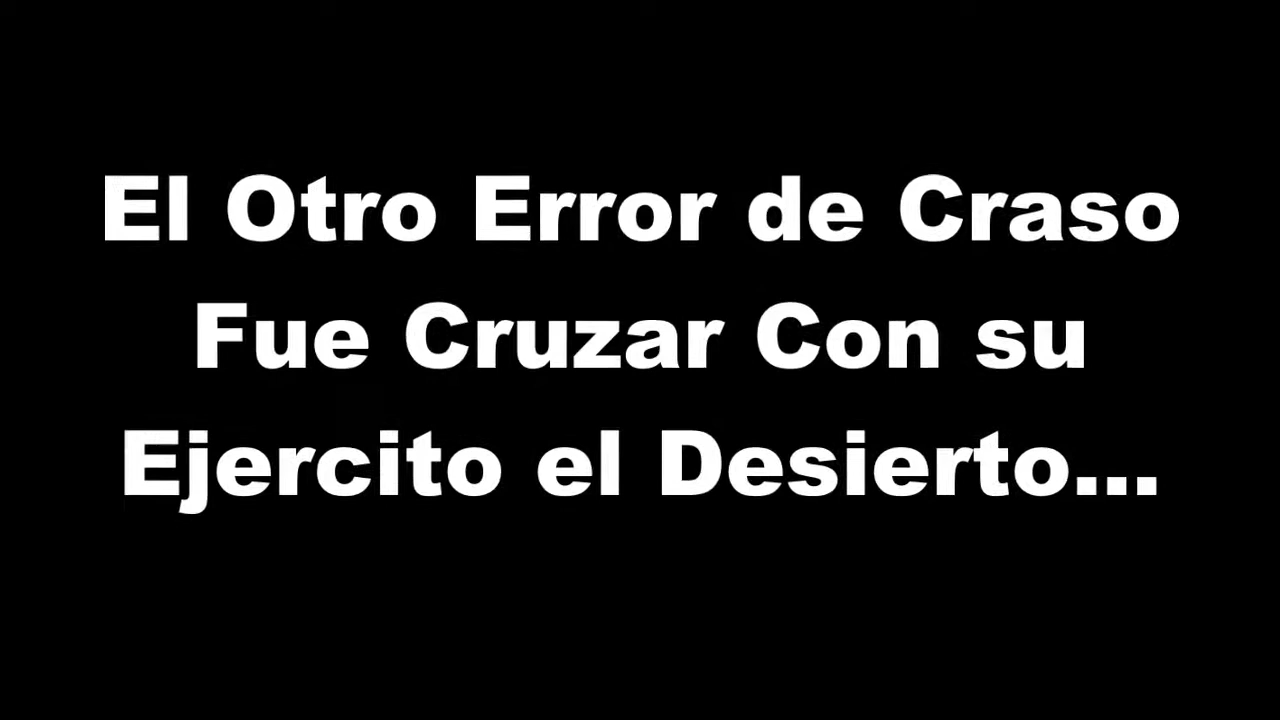 El Otro Error de Craso
Fue Cruzar Con su
Ejercito el Desierto...